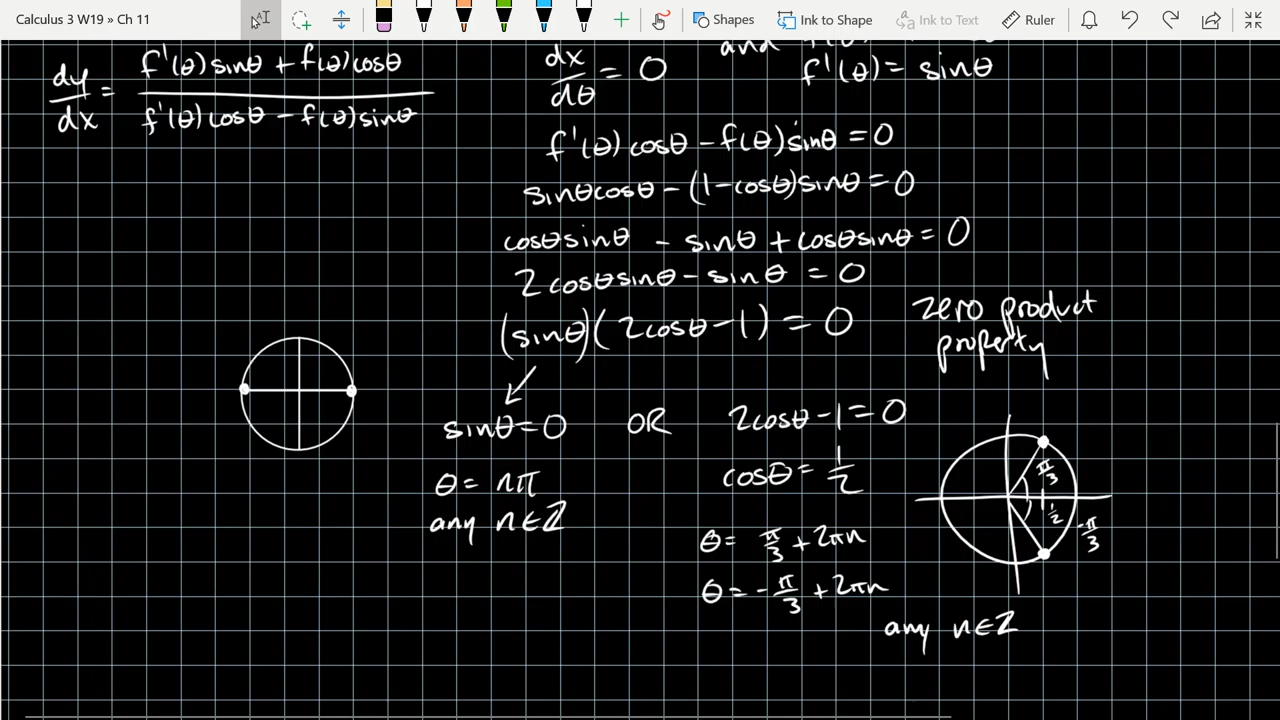 Calculus 3 W19 » Ch 11
Shapes
Ink to Shape
Ink to Text
Ruler
dy/dx = (f'(θ) sinθ + f(θ) cosθ) / (f'(θ) cosθ - f(θ) sinθ)
dx/dθ = 0
and
f'(θ) = sinθ
f'(θ) cosθ - f(θ) sinθ = 0
sinθcosθ - (1-cosθ)sinθ = 0
cosθsinθ - sinθ + cosθsinθ = 0
2cosθsinθ - sinθ = 0
(sinθ)(2cosθ-1) = 0
zero product
property
sinθ = 0 OR 2cosθ-1 = 0
θ = nπ
any n∈ℤ
cosθ = 1/2
θ = π/3 + 2πn
θ = -π/3 + 2πn
any n∈ℤ
π/3
1/2
-π/3